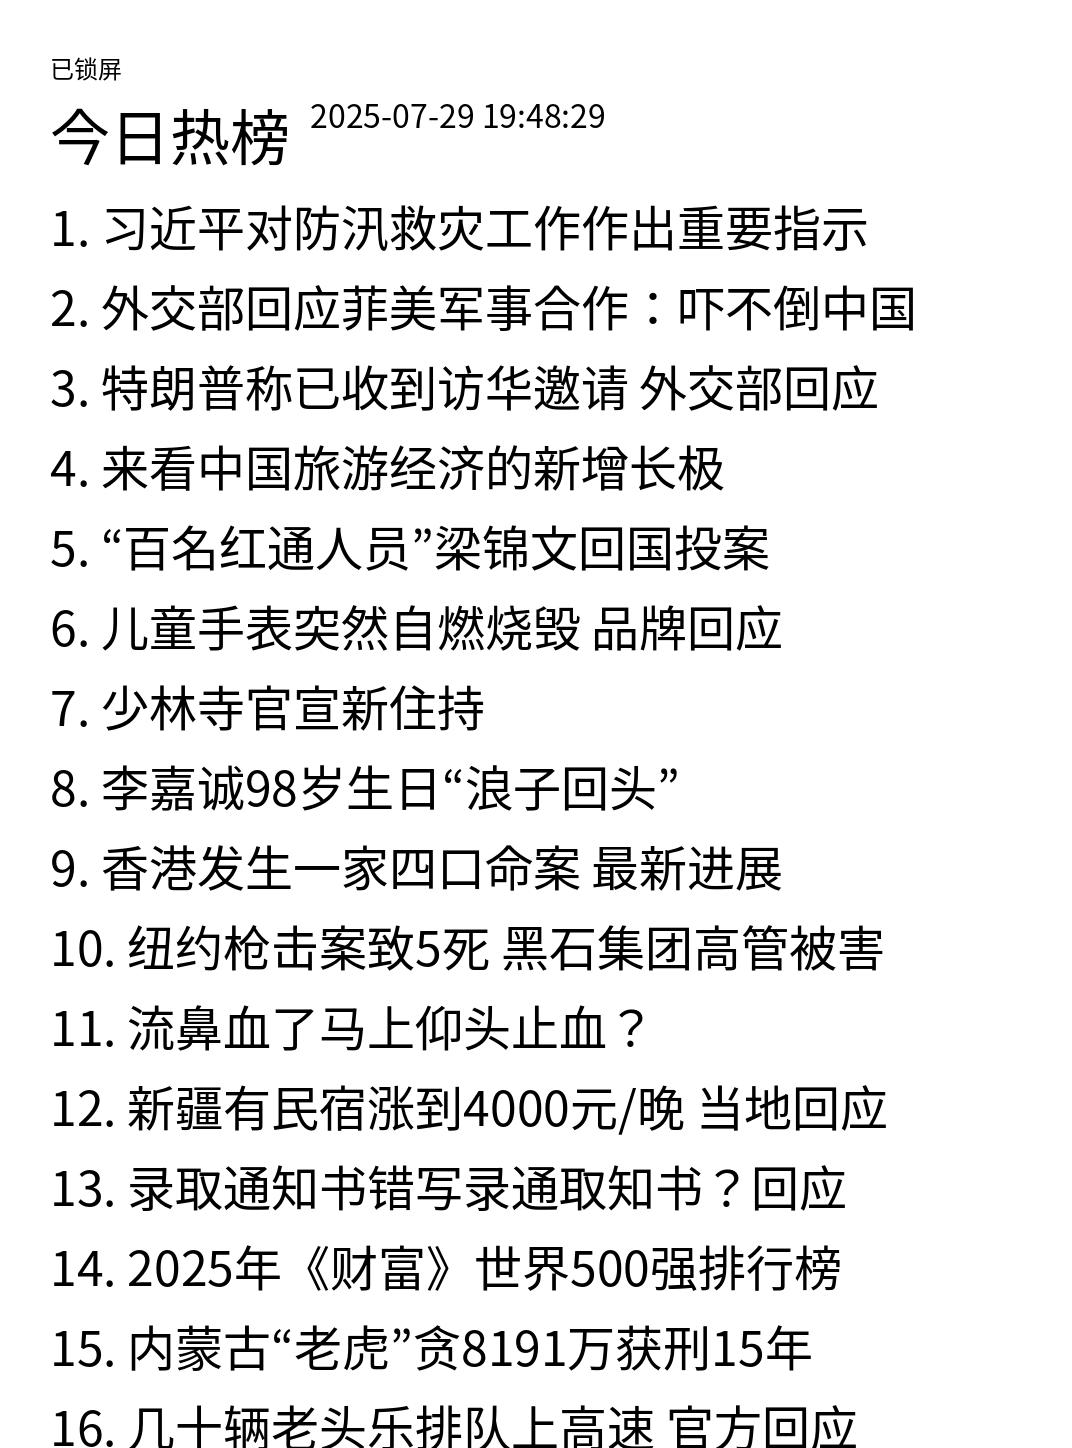 已锁屏
今日热榜 2025-07-29 19:48:29
1. 习近平对防汛救灾工作作出重要指示
2. 外交部回应菲美军事合作：吓不倒中国
3. 特朗普称已收到访华邀请 外交部回应
4. 来看中国旅游经济的新增长极
5. “百名红通人员”梁锦文回国投案
6. 儿童手表突然自燃烧毁 品牌回应
7. 少林寺官宣新住持
8. 李嘉诚98岁生日“浪子回头”
9. 香港发生一家四口命案 最新进展
10. 纽约枪击案致5死 黑石集团高管被害
11. 流鼻血了马上仰头止血？
12. 新疆有民宿涨到4000元/晚 当地回应
13. 录取通知书错写录通取知书？回应
14. 2025年《财富》世界500强排行榜
15. 内蒙古“老虎”贪8191万获刑15年
16. 几十辆老头乐排队上高速 官方回应